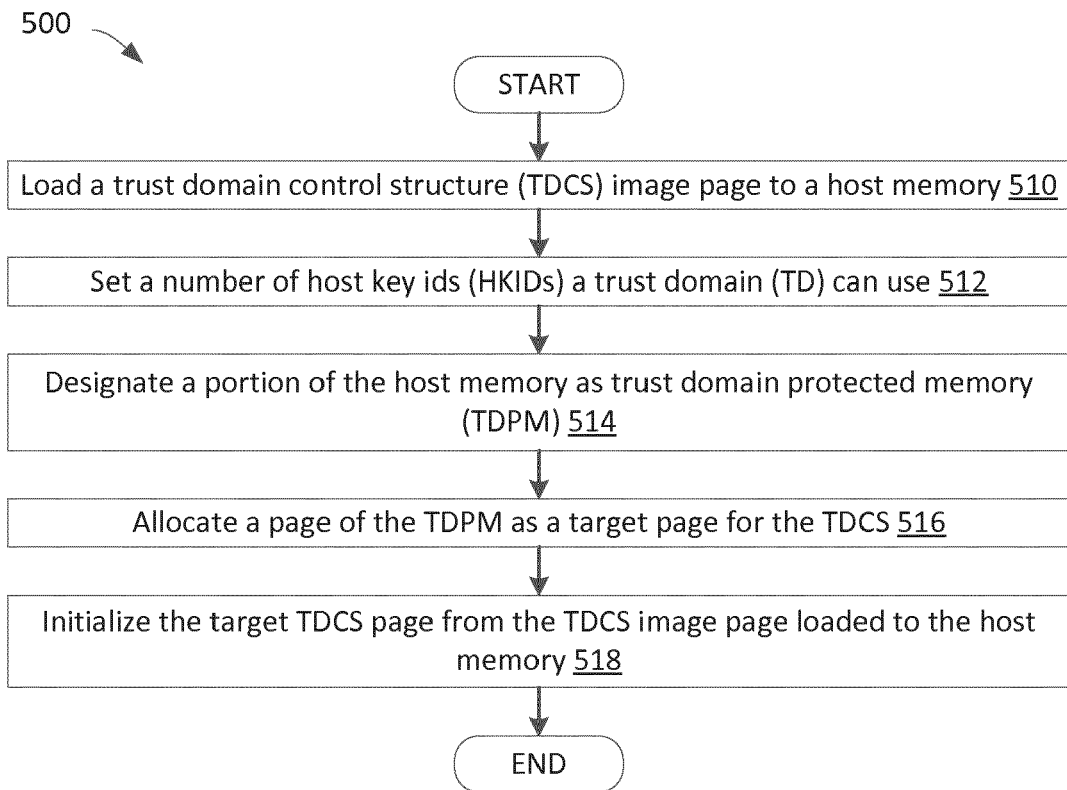 500
START
Load a trust domain control structure (TDCS) image page to a host memory 510
Set a number of host key ids (HKIDs) a trust domain (TD) can use 512
Designate a portion of the host memory as trust domain protected memory
(TDPM) 514
Allocate a page of the TDPM as a target page for the TDCS 516
Initialize the target TDCS page from the TDCS image page loaded to the host
memory 518
END